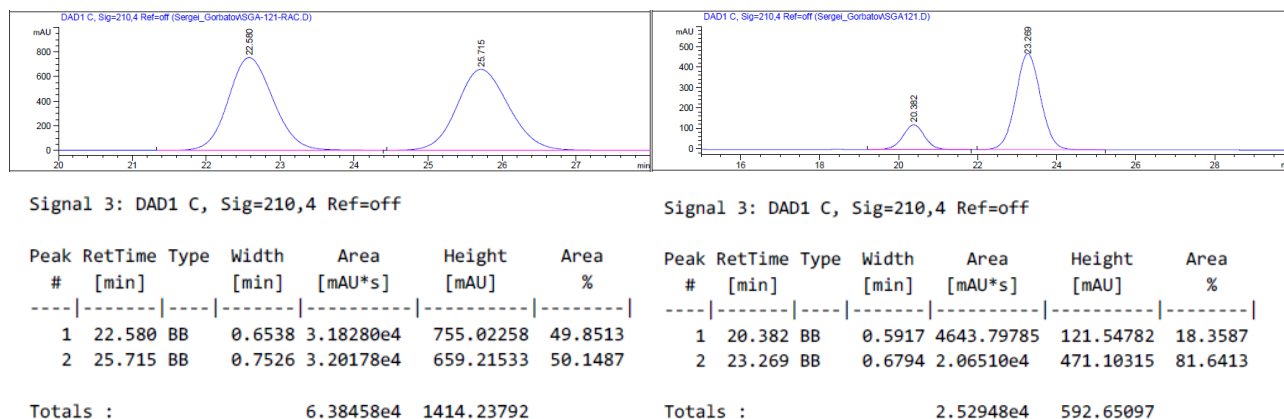 DAD1 C, Sig=210,4 Ref=off (Sergei_Gorbatov\SGA-121-RAC.D)
mAU
800
600
400
200
0
22.580
25.715
20 21 22 23 24 25 26 27 min
Signal 3: DAD1 C, Sig=210,4 Ref=off
Peak RetTime Type Width Area Height Area
# [min] [min] [mAU*s] [mAU] %
----|-------|----|-------|----------|----------|--------|
1 22.580 BB 0.6538 3.18280e4 755.02258 49.8513
2 25.715 BB 0.7526 3.20178e4 659.21533 50.1487
Totals : 6.38458e4 1414.23792
DAD1 C, Sig=210,4 Ref=off (Sergei_Gorbatov\SGA121.D)
mAU
500
400
300
200
100
0
20.382
23.269
16 18 20 22 24 26 28
Signal 3: DAD1 C, Sig=210,4 Ref=off
Peak RetTime Type Width Area Height Area
# [min] [min] [mAU*s] [mAU] %
----|-------|----|-------|----------|----------|--------|
1 20.382 BB 0.5917 4643.79785 121.54782 18.3587
2 23.269 BB 0.6794 2.06510e4 471.10315 81.6413
Totals : 2.52948e4 592.65097